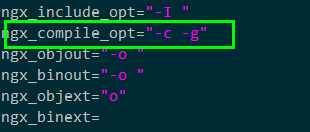 ngx_include_opt="-I "
ngx_compile_opt="-c -g"
ngx_objout="-o "
ngx_binout="-o "
ngx_objext="o"
ngx_binext=